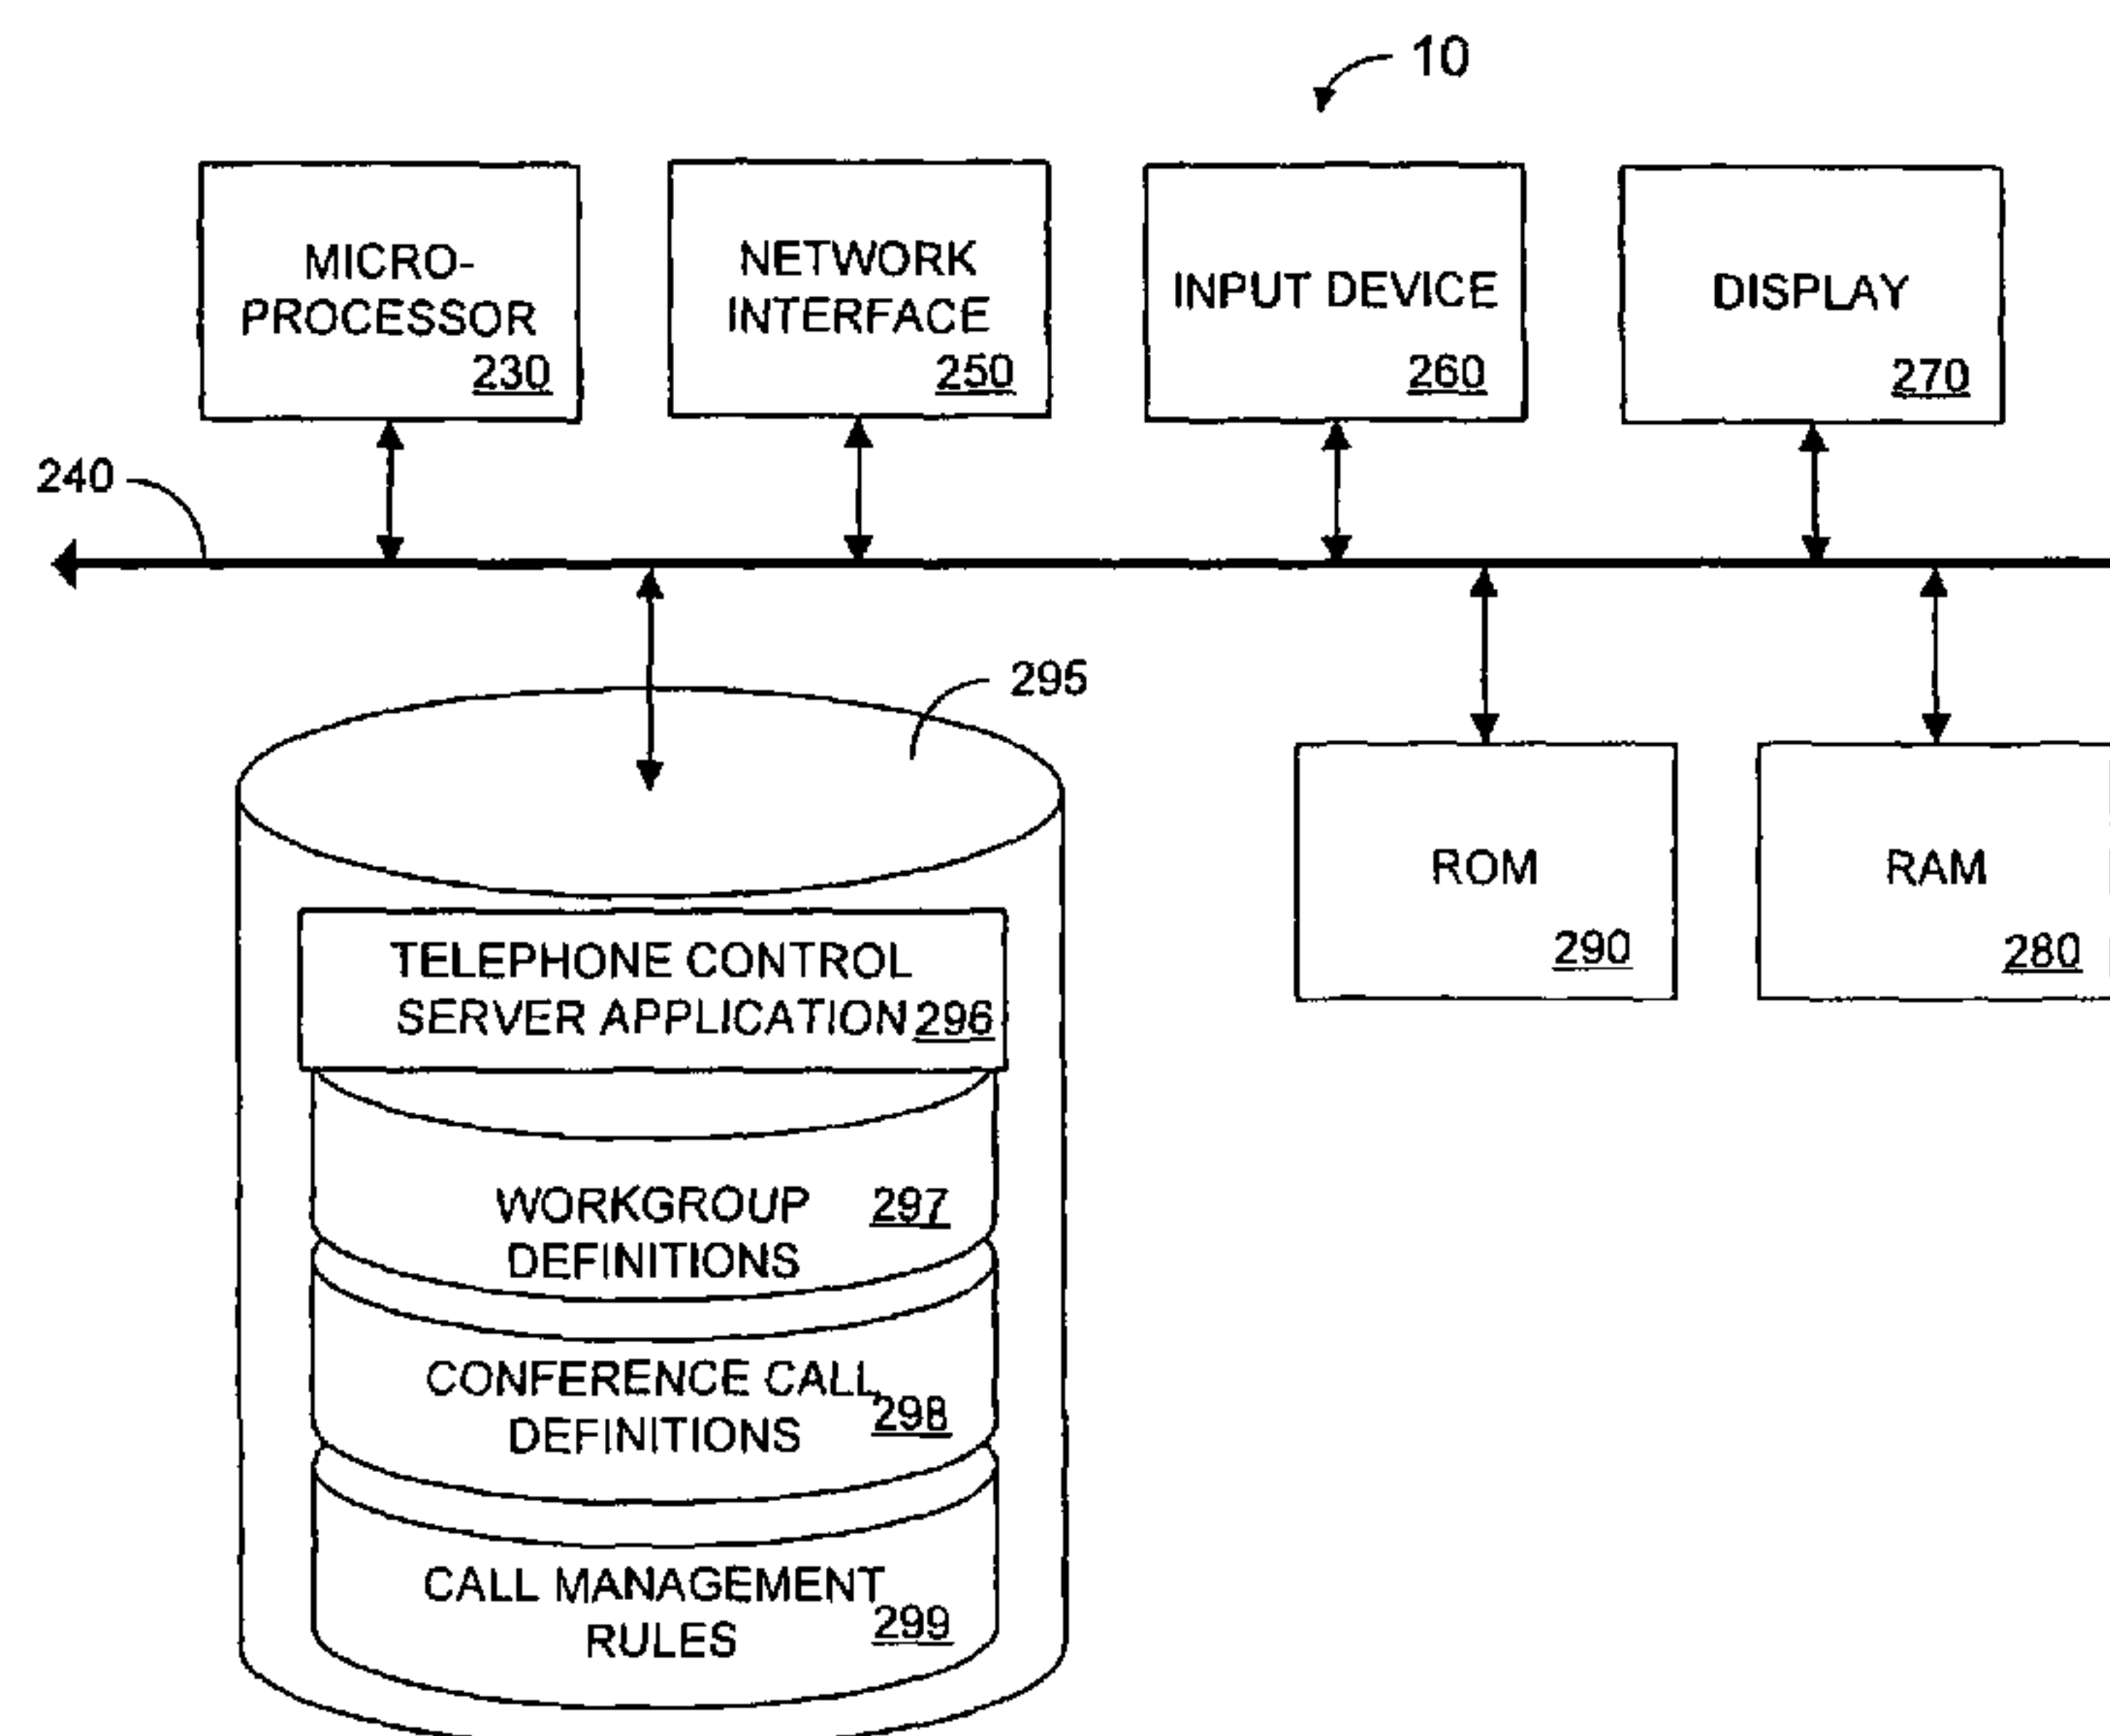 10
MICRO-
PROCESSOR
230
NETWORK
INTERFACE
250
INPUT DEVICE
260
DISPLAY
270
240
295
ROM
290
RAM
280
TELEPHONE CONTROL
SERVER APPLICATION 296
WORKGROUP 297
DEFINITIONS
CONFERENCE CALL
DEFINITIONS 298
CALL MANAGEMENT
RULES 299